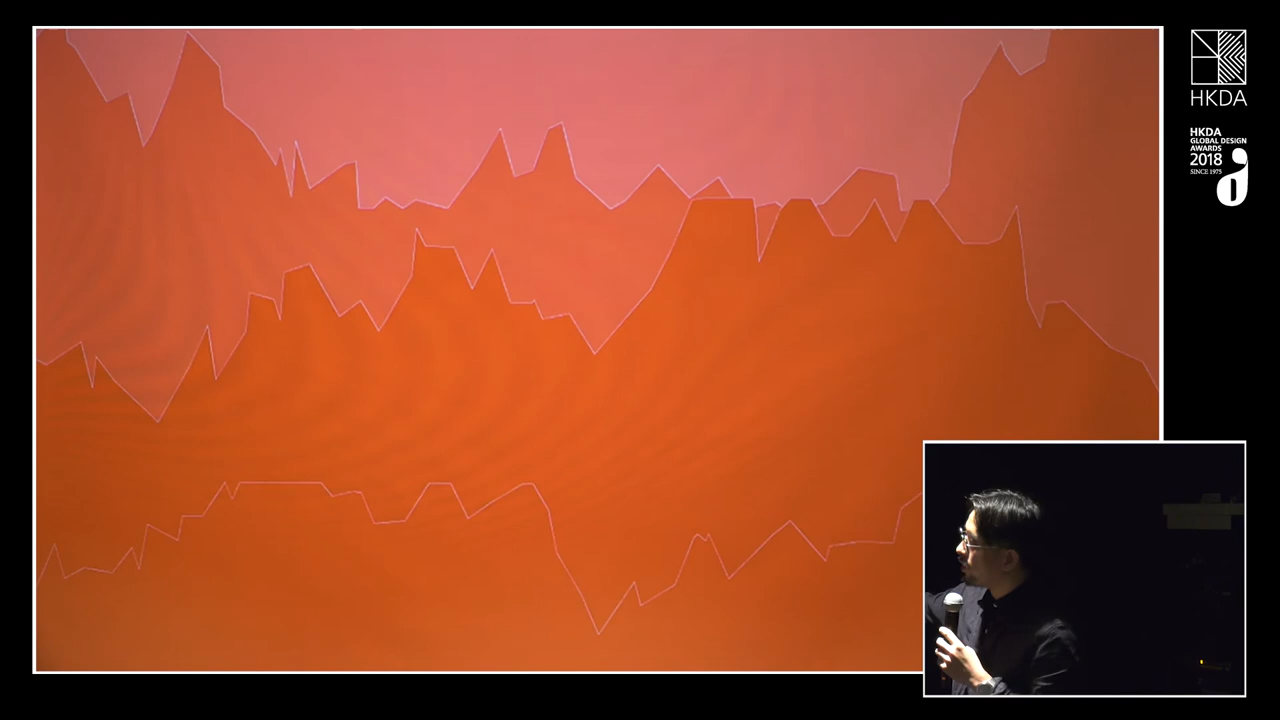 HKDA
HKDA
GLOBAL DESIGN
AWARDS
2018
SINCE 1975